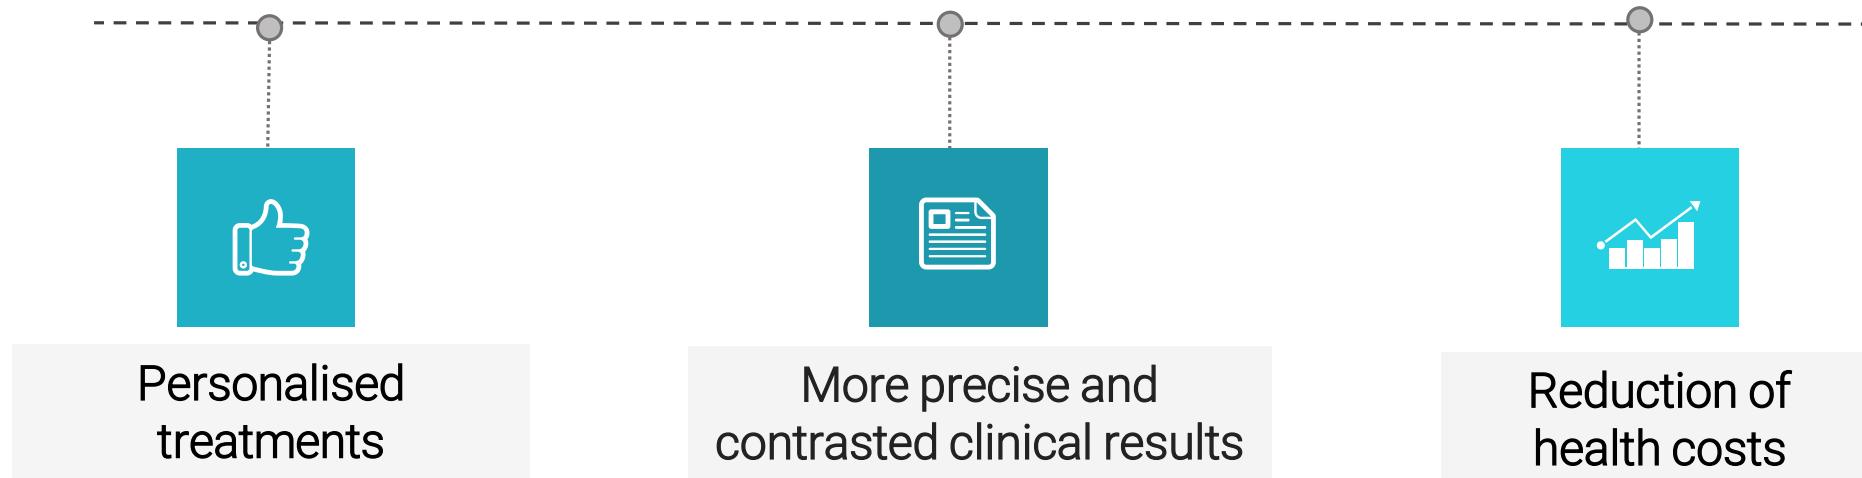 Personalised
treatments
More precise and
contrasted clinical results
Reduction of
health costs